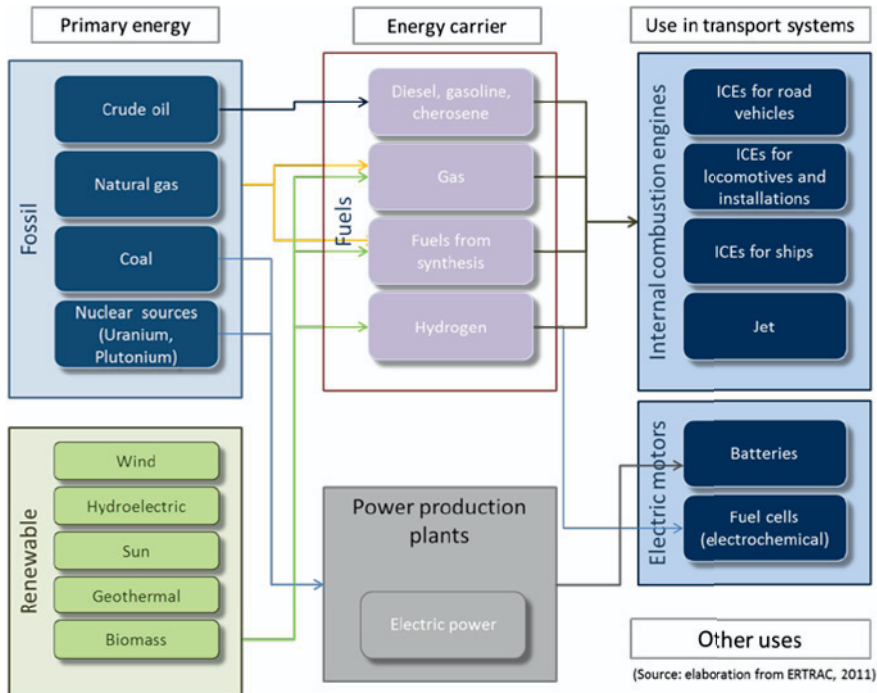 Primary energy
Energy carrier
Use in transport systems
Fossil
Crude oil
Natural gas
Coal
Nuclear sources
(Uranium,
Plutonium)
Fuels
Diesel, gasoline,
cherosene
Gas
Fuels from
synthesis
Hydrogen
Internal combustion engines
ICEs for road
vehicles
ICEs for
locomotives and
installations
ICEs for ships
Jet
Renewable
Wind
Hydroelectric
Sun
Geothermal
Biomass
Power production
plants
Electric power
Electric motors
Batteries
Fuel cells
(electrochemical)
Other uses
(Source: elaboration from ERTRAC, 2011)